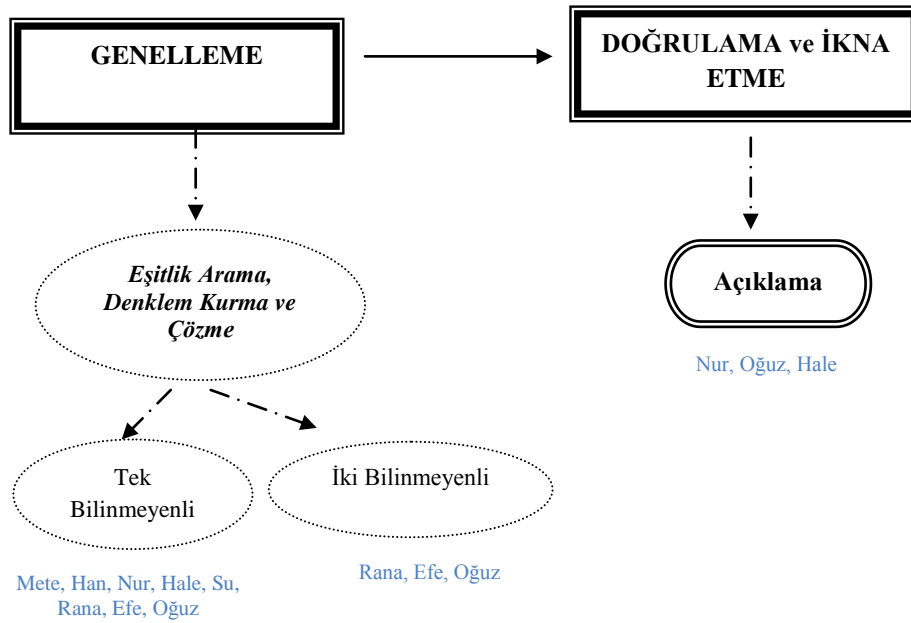 GENELLEME
DOĞRULAMA ve İKNA
ETME
Eşitlik Arama,
Denklem Kurma ve
Çözme
Açıklama
Nur, Oğuz, Hale
Tek
Bilinmeyenli
İki Bilinmeyenli
Mete, Han, Nur, Hale, Su,
Rana, Efe, Oğuz
Rana, Efe, Oğuz